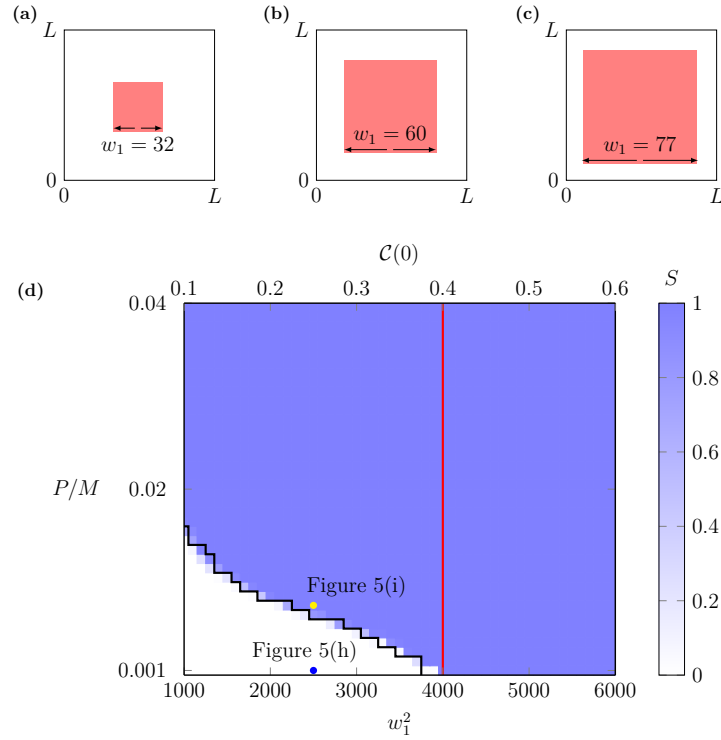 (a)
L
w₁ = 32
0
0
L
(b)
L
w₁ = 60
0
0
L
(c)
L
w₁ = 77
0
0
L
(d)
C(0)
0.1 0.2 0.3 0.4 0.5 0.6
S
0.04
0.02
0.001
P/M
Figure 5(i)
Figure 5(h)
1000 2000 3000 4000 5000 6000
w₁²
1
0.8
0.6
0.4
0.2
0